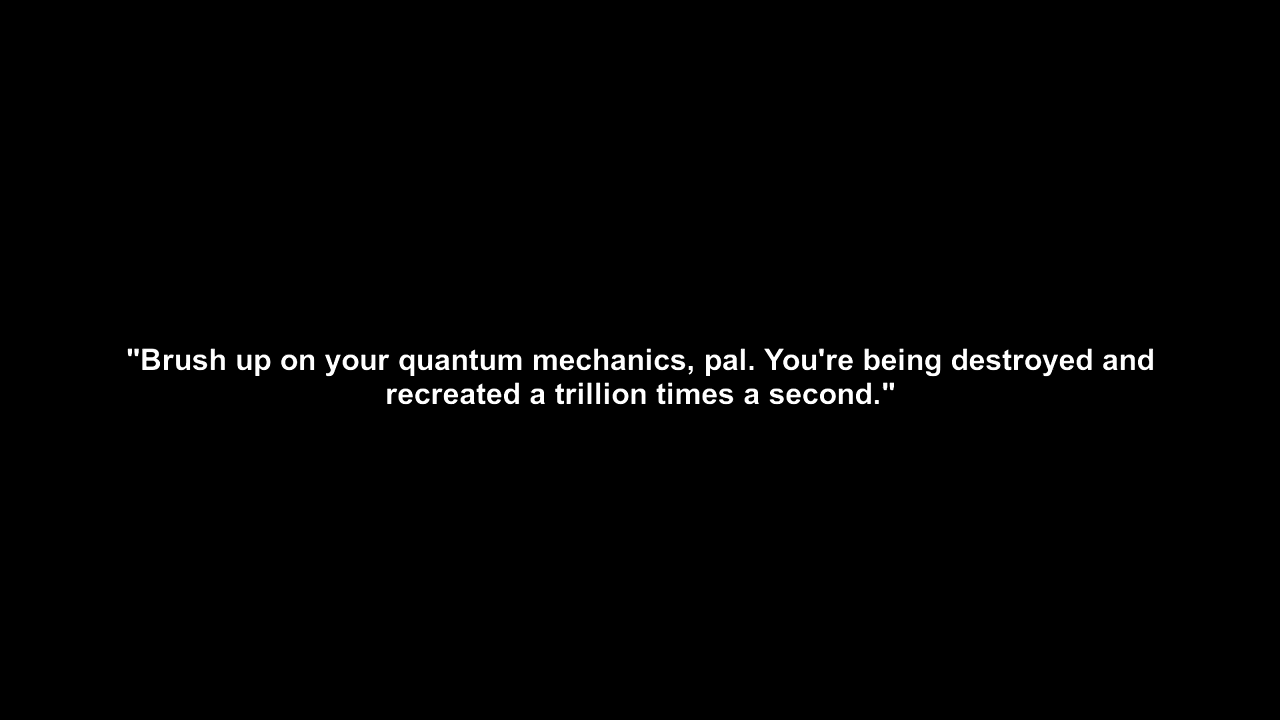 "Brush up on your quantum mechanics, pal. You're being destroyed and
recreated a trillion times a second."